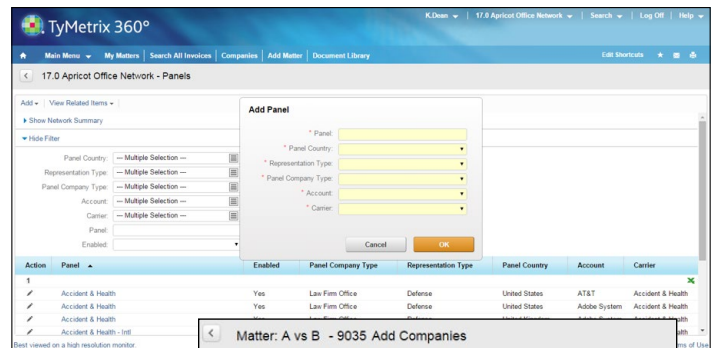 K.Dean | 17.0 Apricot Office Network | Search | Log Off | Help
TyMetrix 360°
Main Menu My Matters Search All Invoices Companies Add Matter Document Library Edit Shortcuts
17.0 Apricot Office Network - Panels
Add View Related Items
Show Network Summary
Hide Filter
Panel Country: --- Multiple Selection ---
Representation Type: --- Multiple Selection ---
Panel Company Type: --- Multiple Selection ---
Account: --- Multiple Selection ---
Carrier: --- Multiple Selection ---
Panel:
Enabled:
Add Panel
* Panel:
* Panel Country:
* Representation Type:
* Panel Company Type:
* Account:
* Carrier:
Cancel OK
Action Panel Enabled Panel Company Type Representation Type Panel Country Account Carrier
1
Accident & Health Yes Law Firm Office Defense United States AT&T Accident & Health
Accident & Health Yes Law Firm Office Defense United States Adobe System Accident & Health
Accident & Health
Accident & Health - Intl
Best viewed on a high resolution monitor.
Matter: A vs B - 9035 Add Companies